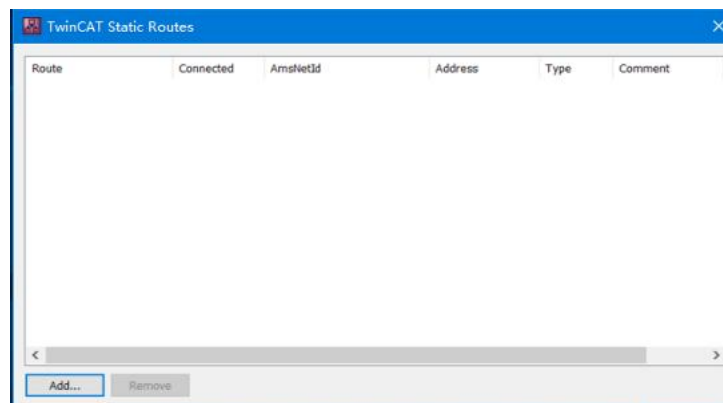 TwinCAT Static Routes
Route Connected AmsNetId Address Type Comment
Add... Remove